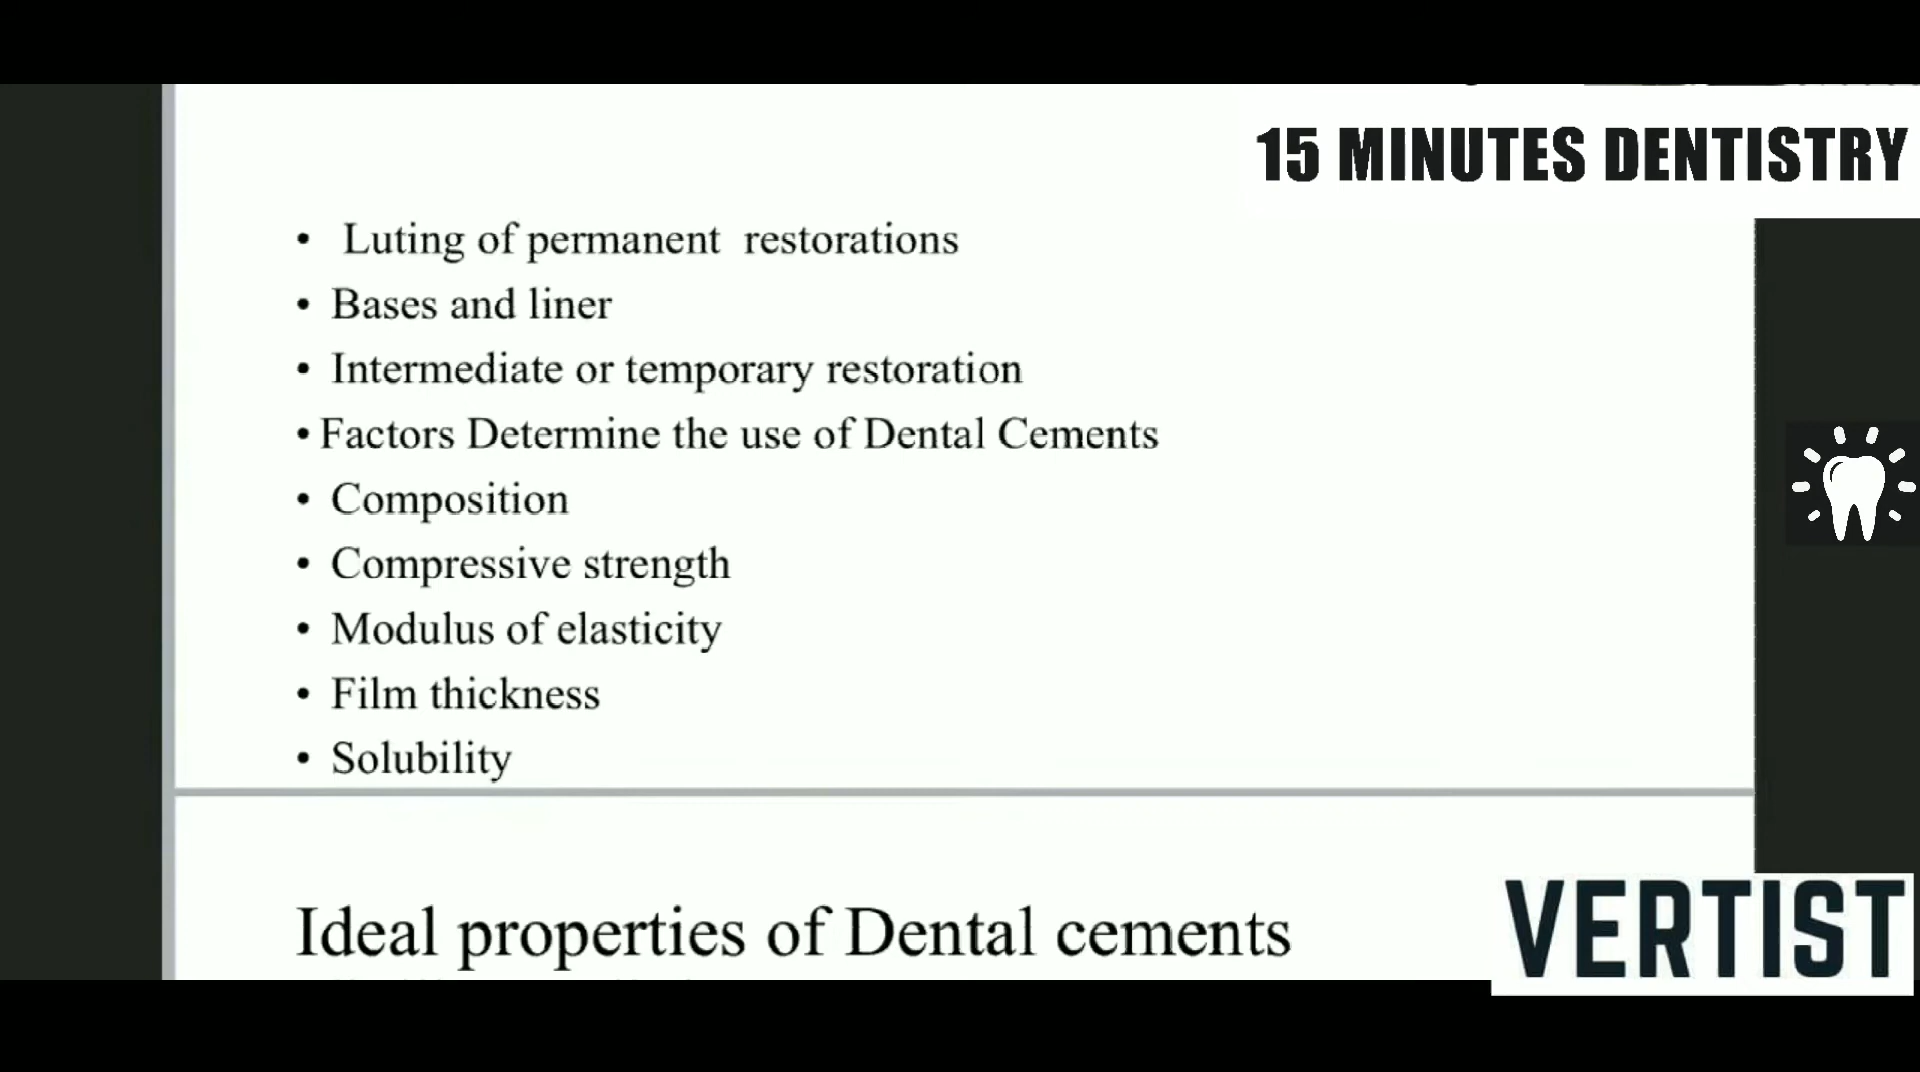 15 MINUTES DENTISTRY
• Luting of permanent restorations
• Bases and liner
• Intermediate or temporary restoration
• Factors Determine the use of Dental Cements
• Composition
• Compressive strength
• Modulus of elasticity
• Film thickness
• Solubility
Ideal properties of Dental cements
VERTIST